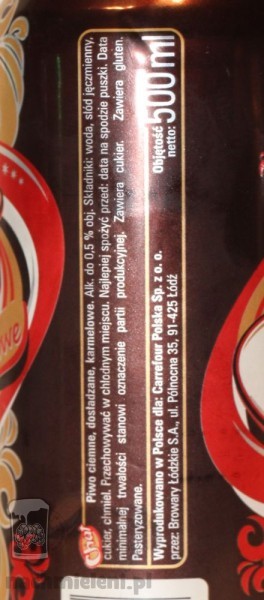 Piwo ciemne, dosładzane, karmelowe. Alk. do 0,5 % obj. Składniki: woda, słód jęczmienny,
cukier, chmiel. Przechowywać w chłodnym miejscu. Najlepiej spożyć przed: data na spodzie puszki. Data
minimalnej trwałości stanowi oznaczenie partii produkcyjnej. Zawiera cukier. Zawiera gluten.
Pasteryzowane.
Wyprodukowano w Polsce dla: Carrefour Polska Sp. z o. o.
przez: Browary Łódzkie S.A., ul. Północna 35, 91-425 Łódź
Objętość
netto:
500 ml